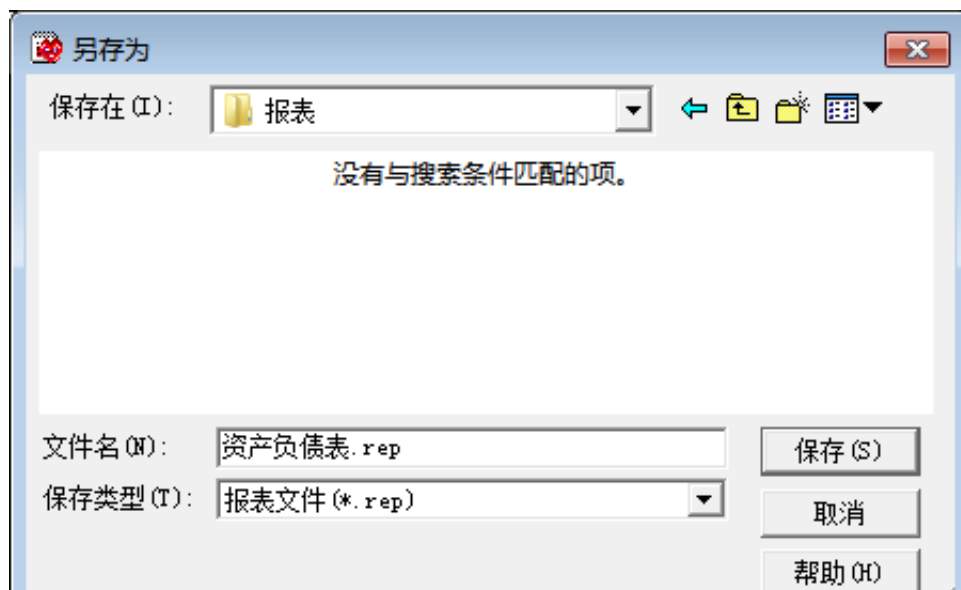 另存为
保存在(I):
报表
没有与搜索条件匹配的项。
文件名(N):
资产负债表.rep
保存(S)
保存类型(T):
报表文件(*.rep)
取消
帮助(H)